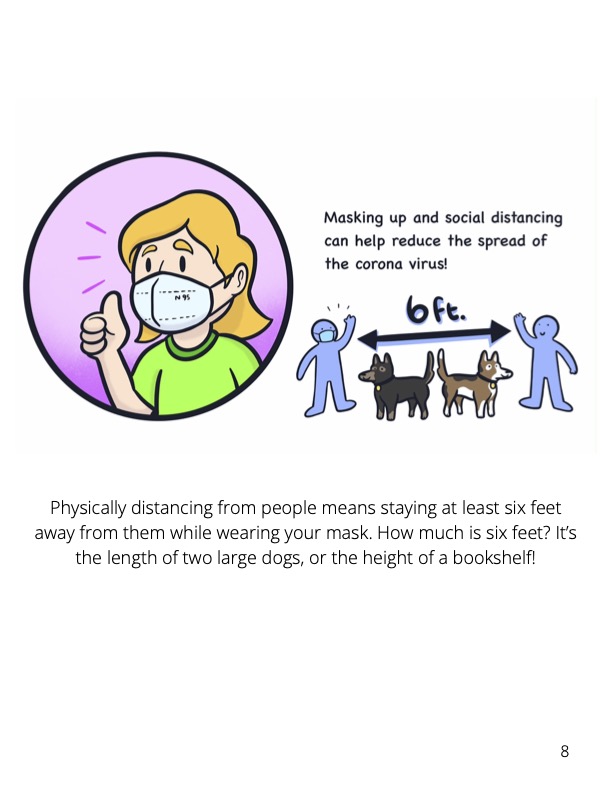 Masking up and social distancing
can help reduce the spread of
the corona virus!
6ft.
N95
Physically distancing from people means staying at least six feet
away from them while wearing your mask. How much is six feet? It’s
the length of two large dogs, or the height of a bookshelf!
8